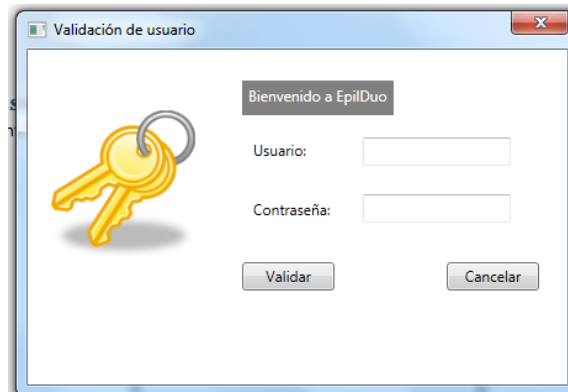 Validación de usuario
Bienvenido a EpilDuo
Usuario:
Contraseña:
Validar
Cancelar